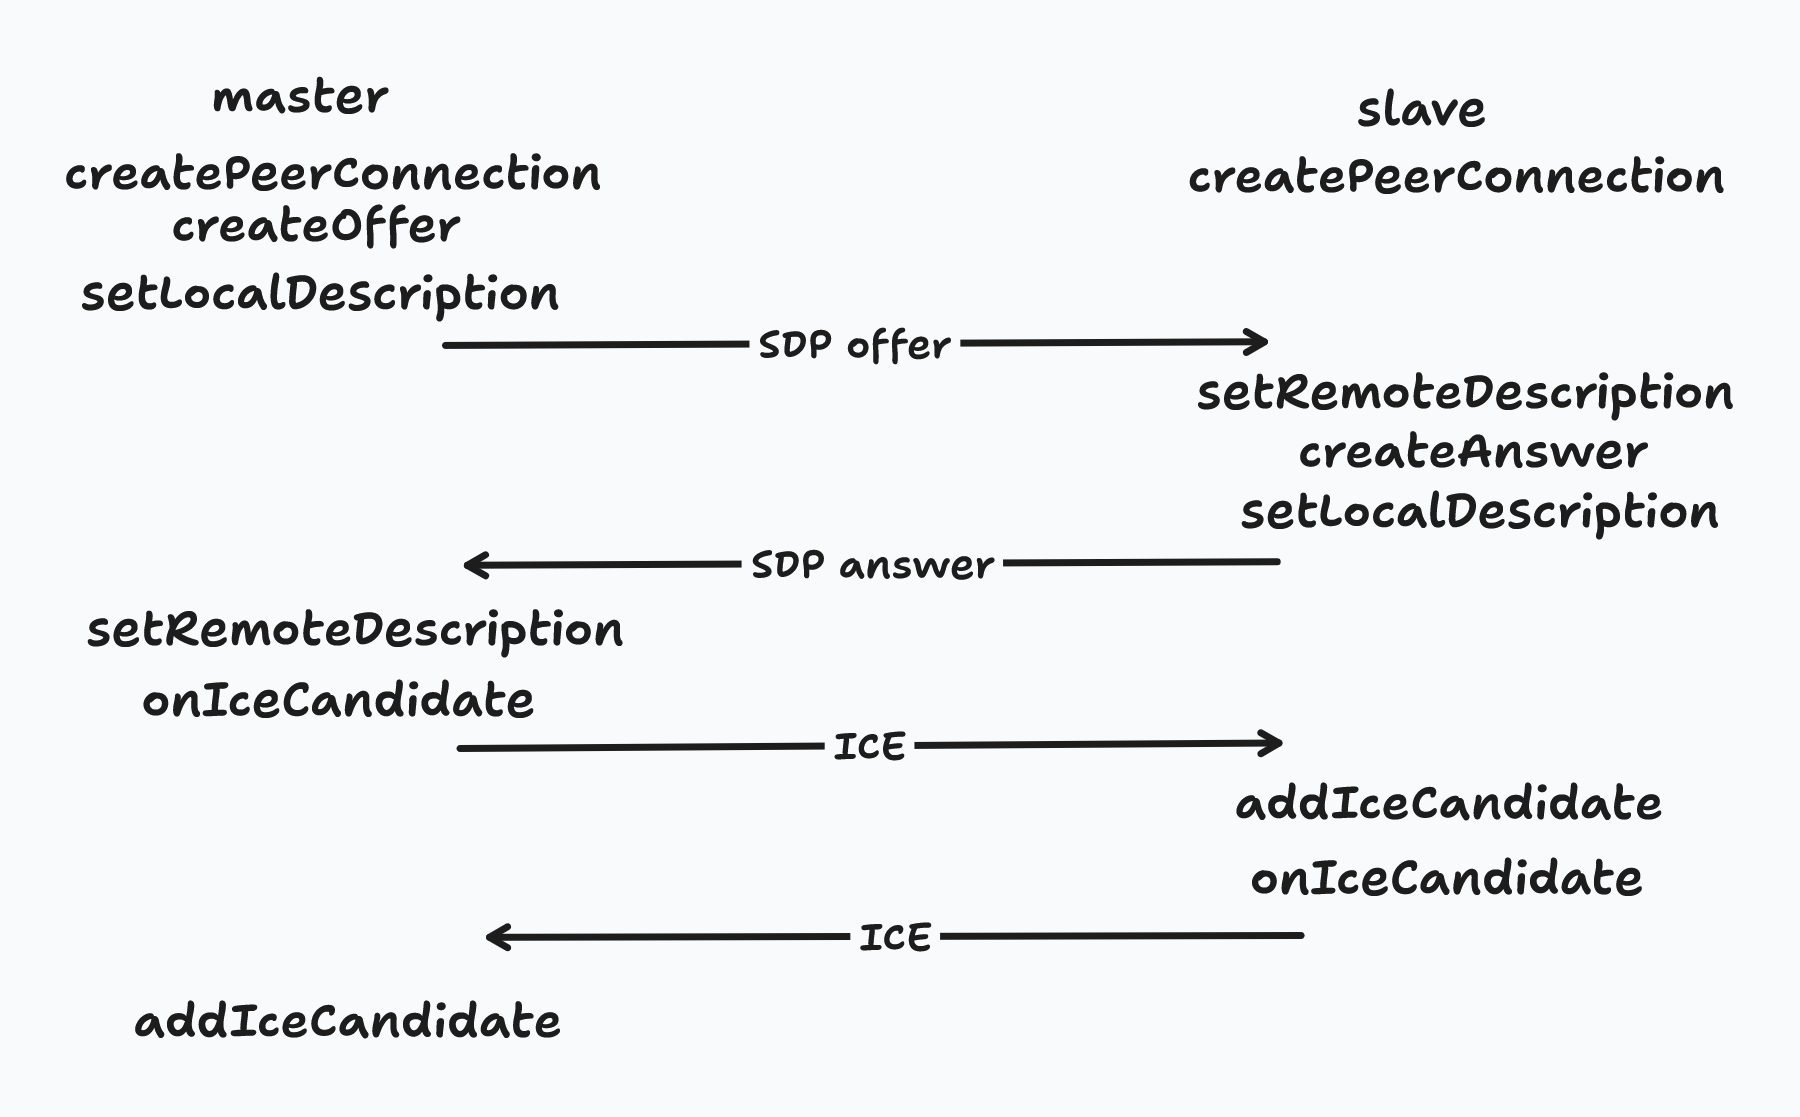 master
slave
createPeerConnection
createPeerConnection
createOffer
setLocalDescription
SDP offer
setRemoteDescription
createAnswer
setLocalDescription
SDP answer
setRemoteDescription
onIceCandidate
ICE
addIceCandidate
onIceCandidate
ICE
addIceCandidate